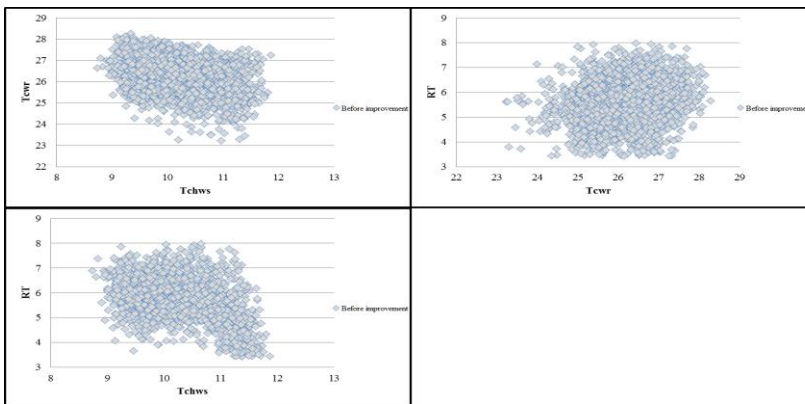 29
28
27
26
25
24
23
22
Tcwr
8 9 10 11 12 13
Tchws
Before improvement
9
8
7
6
5
4
3
RT
22 23 24 25 26 27 28 29
Tcwr
Before improvement
9
8
7
6
5
4
3
RT
8 9 10 11 12 13
Tchws
Before improvement